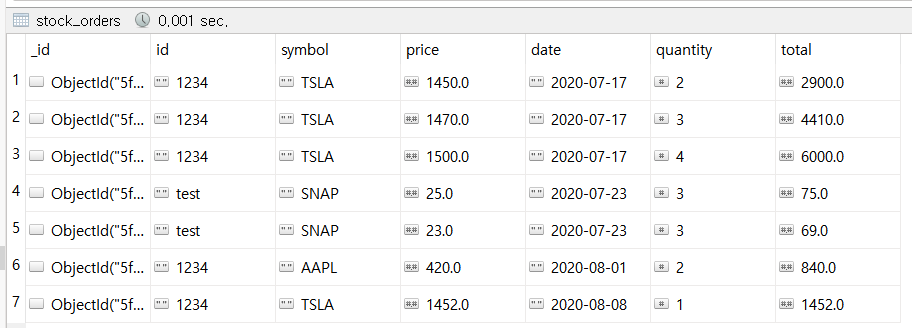 stock_orders 0,001 sec,
_id id symbol price date quantity total
1 ObjectId("5f... "" 1234 "" TSLA #.# 1450.0 "" 2020-07-17 # 2 #.# 2900.0
2 ObjectId("5f... "" 1234 "" TSLA #.# 1470.0 "" 2020-07-17 # 3 #.# 4410.0
3 ObjectId("5f... "" 1234 "" TSLA #.# 1500.0 "" 2020-07-17 # 4 #.# 6000.0
4 ObjectId("5f... "" test "" SNAP #.# 25.0 "" 2020-07-23 # 3 #.# 75.0
5 ObjectId("5f... "" test "" SNAP #.# 23.0 "" 2020-07-23 # 3 #.# 69.0
6 ObjectId("5f... "" 1234 "" AAPL #.# 420.0 "" 2020-08-01 # 2 #.# 840.0
7 ObjectId("5f... "" 1234 "" TSLA #.# 1452.0 "" 2020-08-08 # 1 #.# 1452.0